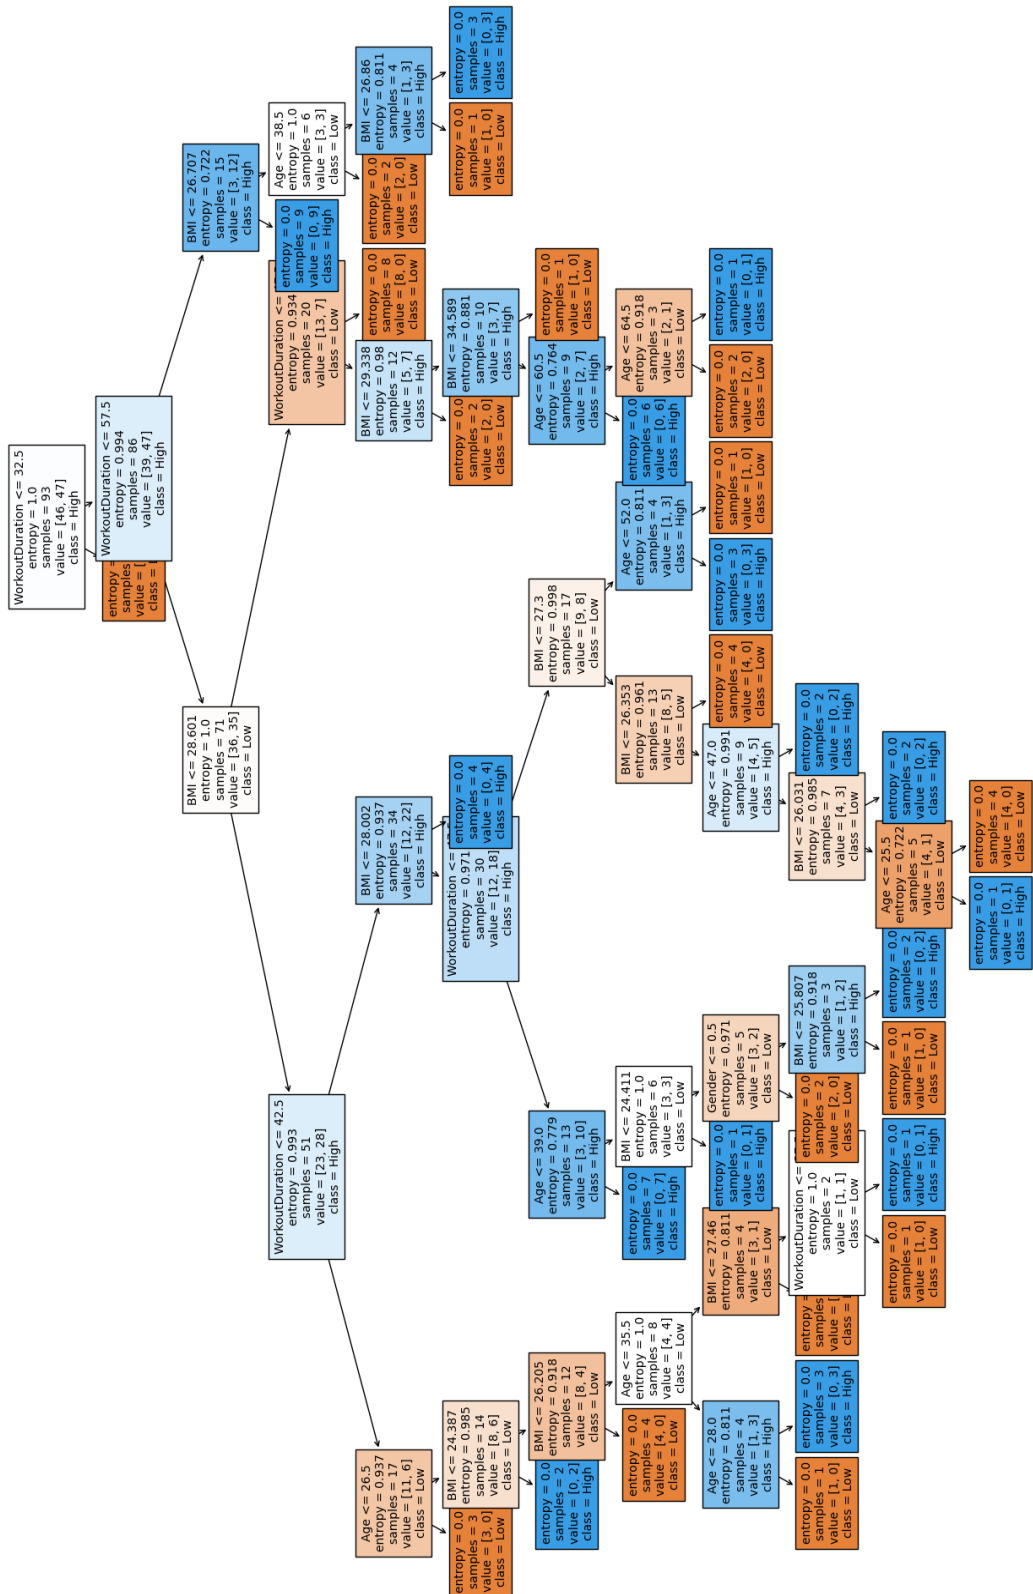 WorkoutDuration <= 32.5
entropy = 1.0
samples = 93
value = [46, 47]
class = High
entropy =
samples
value = [
class =
WorkoutDuration <= 57.5
entropy = 0.994
samples = 86
value = [39, 47]
class = High
BMI <= 28.601
entropy = 1.0
samples = 71
value = [36, 35]
class = Low
BMI <= 26.707
entropy = 0.722
samples = 15
value = [3, 12]
class = High
WorkoutDuration <= 42.5
entropy = 0.993
samples = 51
value = [23, 28]
class = High
WorkoutDuration <=
entropy = 0.934
samples = 20
value = [13, 7]
class = Low
entropy = 0.0
samples = 9
value = [0, 9]
class = High
Age <= 38.5
entropy = 1.0
samples = 6
value = [3, 3]
class = Low
Age <= 26.5
entropy = 0.937
samples = 17
value = [11, 6]
class = Low
BMI <= 28.002
entropy = 0.937
samples = 34
value = [12, 22]
class = High
BMI <= 29.338
entropy = 0.98
samples = 12
value = [5, 7]
class = High
entropy = 0.0
samples = 8
value = [8, 0]
class = Low
entropy = 0.0
samples = 2
value = [2, 0]
class = Low
BMI <= 26.86
entropy = 0.811
samples = 4
value = [1, 3]
class = High
entropy = 0.0
samples = 3
value = [3, 0]
class = Low
BMI <= 24.387
entropy = 0.985
samples = 14
value = [8, 6]
class = Low
WorkoutDuration <=
entropy = 0.971
samples = 30
value = [12, 18]
class = High
entropy = 0.0
samples = 4
value = [0, 4]
class = High
entropy = 0.0
samples = 2
value = [2, 0]
class = Low
BMI <= 34.589
entropy = 0.881
samples = 10
value = [3, 7]
class = High
entropy = 0.0
samples = 1
value = [1, 0]
class = Low
entropy = 0.0
samples = 3
value = [0, 3]
class = High
entropy = 0.0
samples = 2
value = [0, 2]
class = High
BMI <= 26.205
entropy = 0.918
samples = 12
value = [8, 4]
class = Low
Age <= 39.0
entropy = 0.779
samples = 13
value = [3, 10]
class = High
BMI <= 27.3
entropy = 0.998
samples = 17
value = [9, 8]
class = Low
Age <= 60.5
entropy = 0.764
samples = 9
value = [2, 7]
class = High
entropy = 0.0
samples = 1
value = [1, 0]
class = Low
entropy = 0.0
samples = 4
value = [4, 0]
class = Low
Age <= 35.5
entropy = 1.0
samples = 8
value = [4, 4]
class = Low
entropy = 0.0
samples = 7
value = [0, 7]
class = High
BMI <= 24.411
entropy = 1.0
samples = 6
value = [3, 3]
class = Low
BMI <= 26.353
entropy = 0.961
samples = 13
value = [8, 5]
class = Low
Age <= 52.0
entropy = 0.811
samples = 4
value = [1, 3]
class = High
entropy = 0.0
samples = 6
value = [0, 6]
class = High
Age <= 64.5
entropy = 0.918
samples = 3
value = [2, 1]
class = Low
Age <= 28.0
entropy = 0.811
samples = 4
value = [1, 3]
class = High
BMI <= 27.46
entropy = 0.811
samples = 4
value = [3, 1]
class = Low
entropy = 0.0
samples = 1
value = [0, 1]
class = High
Gender <= 0.5
entropy = 0.971
samples = 5
value = [3, 2]
class = Low
Age <= 47.0
entropy = 0.991
samples = 9
value = [4, 5]
class = High
entropy = 0.0
samples = 4
value = [4, 0]
class = Low
entropy = 0.0
samples = 3
value = [0, 3]
class = High
entropy = 0.0
samples = 1
value = [1, 0]
class = Low
entropy = 0.0
samples = 2
value = [2, 0]
class = Low
entropy = 0.0
samples = 1
value = [0, 1]
class = High
entropy = 0.0
samples = 1
value = [1, 0]
class = Low
entropy = 0.0
samples = 3
value = [0, 3]
class = High
entropy =
samples
value = [
class =
WorkoutDuration <=
entropy = 1.0
samples = 2
value = [1, 1]
class = Low
entropy = 0.0
samples = 2
value = [2, 0]
class = Low
BMI <= 25.807
entropy = 0.918
samples = 3
value = [1, 2]
class = High
BMI <= 26.031
entropy = 0.985
samples = 7
value = [4, 3]
class = Low
entropy = 0.0
samples = 2
value = [0, 2]
class = High
entropy = 0.0
samples = 1
value = [1, 0]
class = Low
entropy = 0.0
samples = 1
value = [0, 1]
class = High
entropy = 0.0
samples = 1
value = [1, 0]
class = Low
entropy = 0.0
samples = 2
value = [0, 2]
class = High
Age <= 25.5
entropy = 0.722
samples = 5
value = [4, 1]
class = Low
entropy = 0.0
samples = 2
value = [0, 2]
class = High
entropy = 0.0
samples = 1
value = [0, 1]
class = High
entropy = 0.0
samples = 4
value = [4, 0]
class = Low